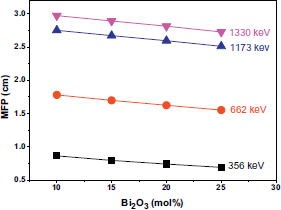 3.0
2.5
2.0
1.5
1.0
0.5
MFP (cm)
1330 keV
1173 kev
662 keV
356 keV
10 15 20 25 30
Bi₂O₃ (mol%)